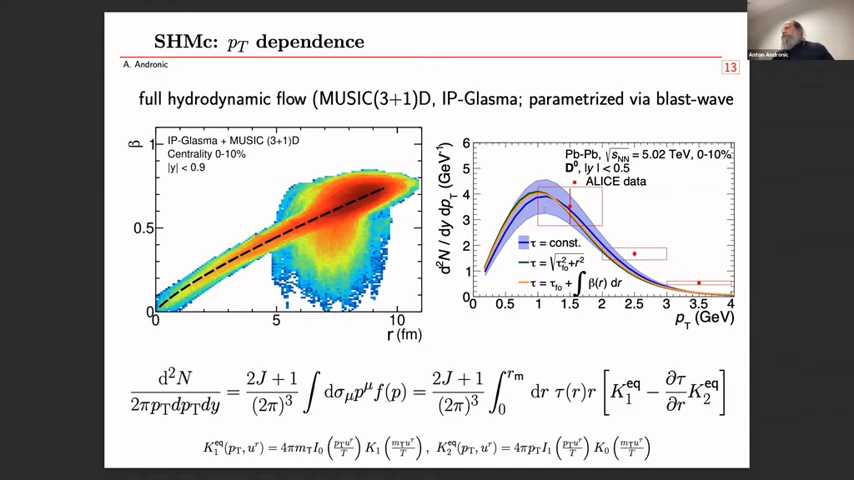 SHMc: pT dependence
A. Andronic
13
Anton Andronic
full hydrodynamic flow (MUSIC(3+1)D, IP-Glasma; parametrized via blast-wave
β
1
0.5
0
IP-Glasma + MUSIC (3+1)D
Centrality 0-10%
|y| < 0.9
0 5 10
r (fm)
d²N / dy dp_T (GeV⁻¹)
6
5
4
3
2
1
0
Pb-Pb, √s_NN = 5.02 TeV, 0-10%
D⁰, |y| < 0.5
ALICE data
τ = const.
τ = √(τ_fo² + r²)
τ = τ_fo + ∫ β(r) dr
0 0.5 1 1.5 2 2.5 3 3.5 4
p_T (GeV)
d²N / 2πp_T dp_T dy = (2J + 1)/(2π)³ ∫ dσ_μ p^μ f(p) = (2J + 1)/(2π)³ ∫₀^{r_m} dr τ(r)r [K₁^eq − ∂τ/∂r K₂^eq]
K₁^eq(p_T, u^r) = 4πm_T I₀(p_T u^r/T) K₁(m_T u^τ/T), K₂^eq(p_T, u^r) = 4πp_T I₁(p_T u^r/T) K₀(m_T u^τ/T)